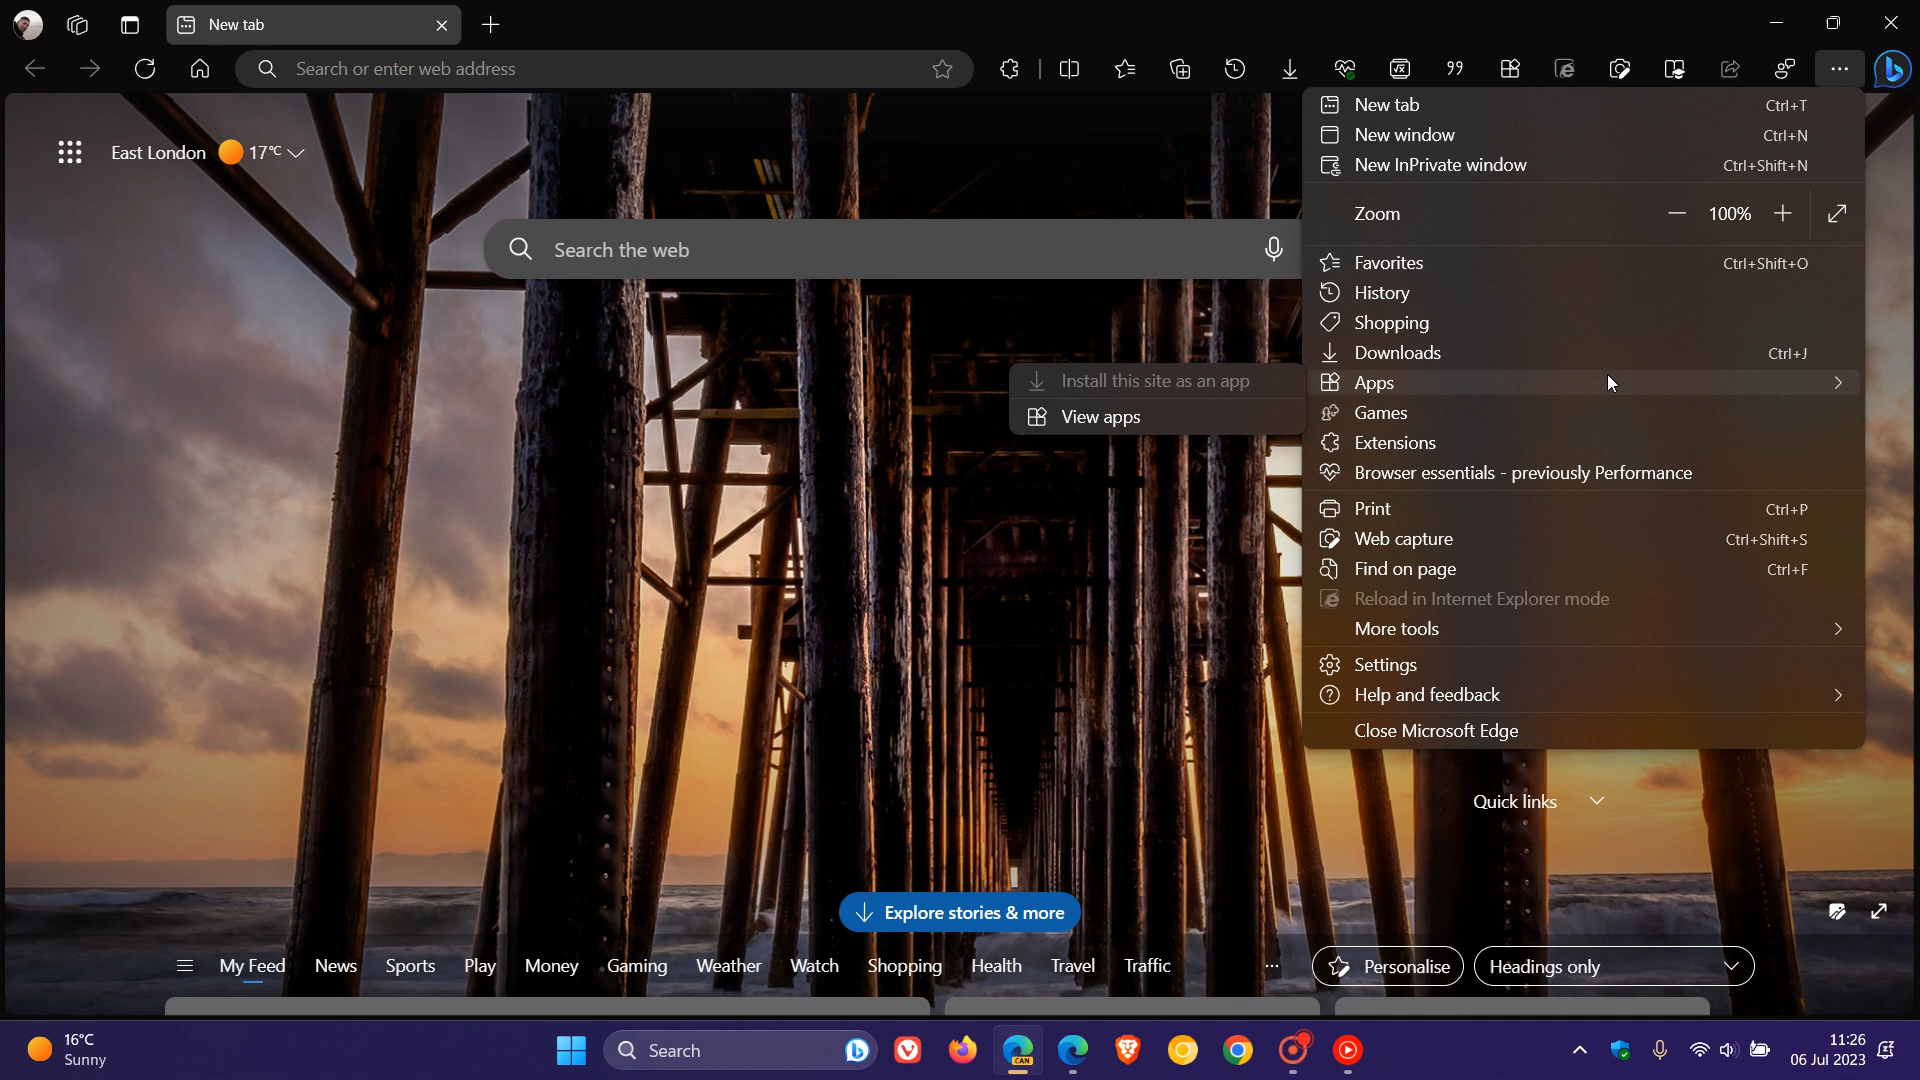 New tab
Search or enter web address
East London 17°C
Search the web
New tab Ctrl+T
New window Ctrl+N
New InPrivate window Ctrl+Shift+N
Zoom 100%
Favorites Ctrl+Shift+O
History
Shopping
Downloads Ctrl+J
Apps
Install this site as an app
View apps
Games
Extensions
Browser essentials - previously Performance
Print Ctrl+P
Web capture Ctrl+Shift+S
Find on page Ctrl+F
Reload in Internet Explorer mode
More tools
Settings
Help and feedback
Close Microsoft Edge
Quick links
Explore stories & more
My Feed News Sports Play Money Gaming Weather Watch Shopping Health Travel Traffic ... Personalise Headings only
16°C
Sunny
Search
CAN
11:26
06 Jul 2023